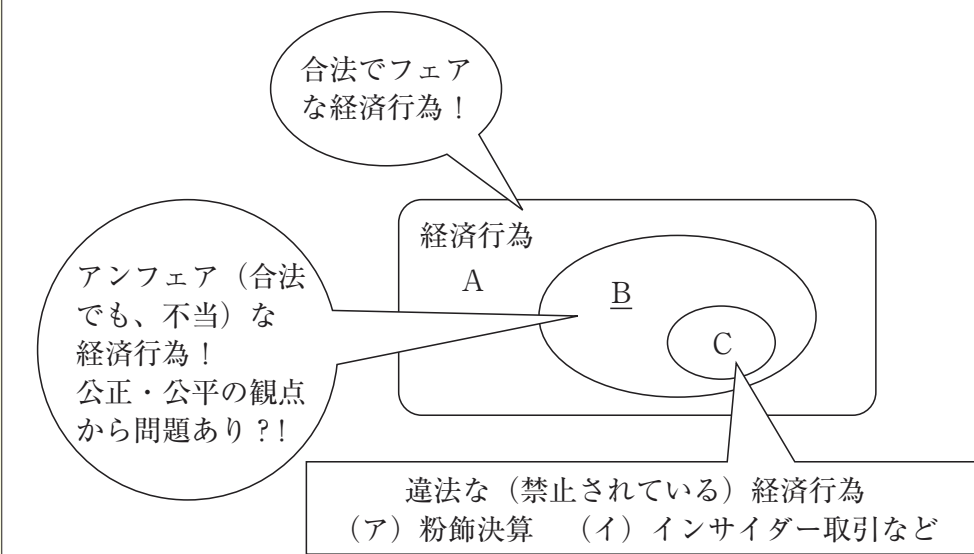 合法でフェア
な経済行為！
経済行為
A
B
C
アンフェア（合法
でも、不当）な
経済行為！
公正・公平の観点
から問題あり?!
違法な（禁止されている）経済行為
（ア）粉飾決算　（イ）インサイダー取引など